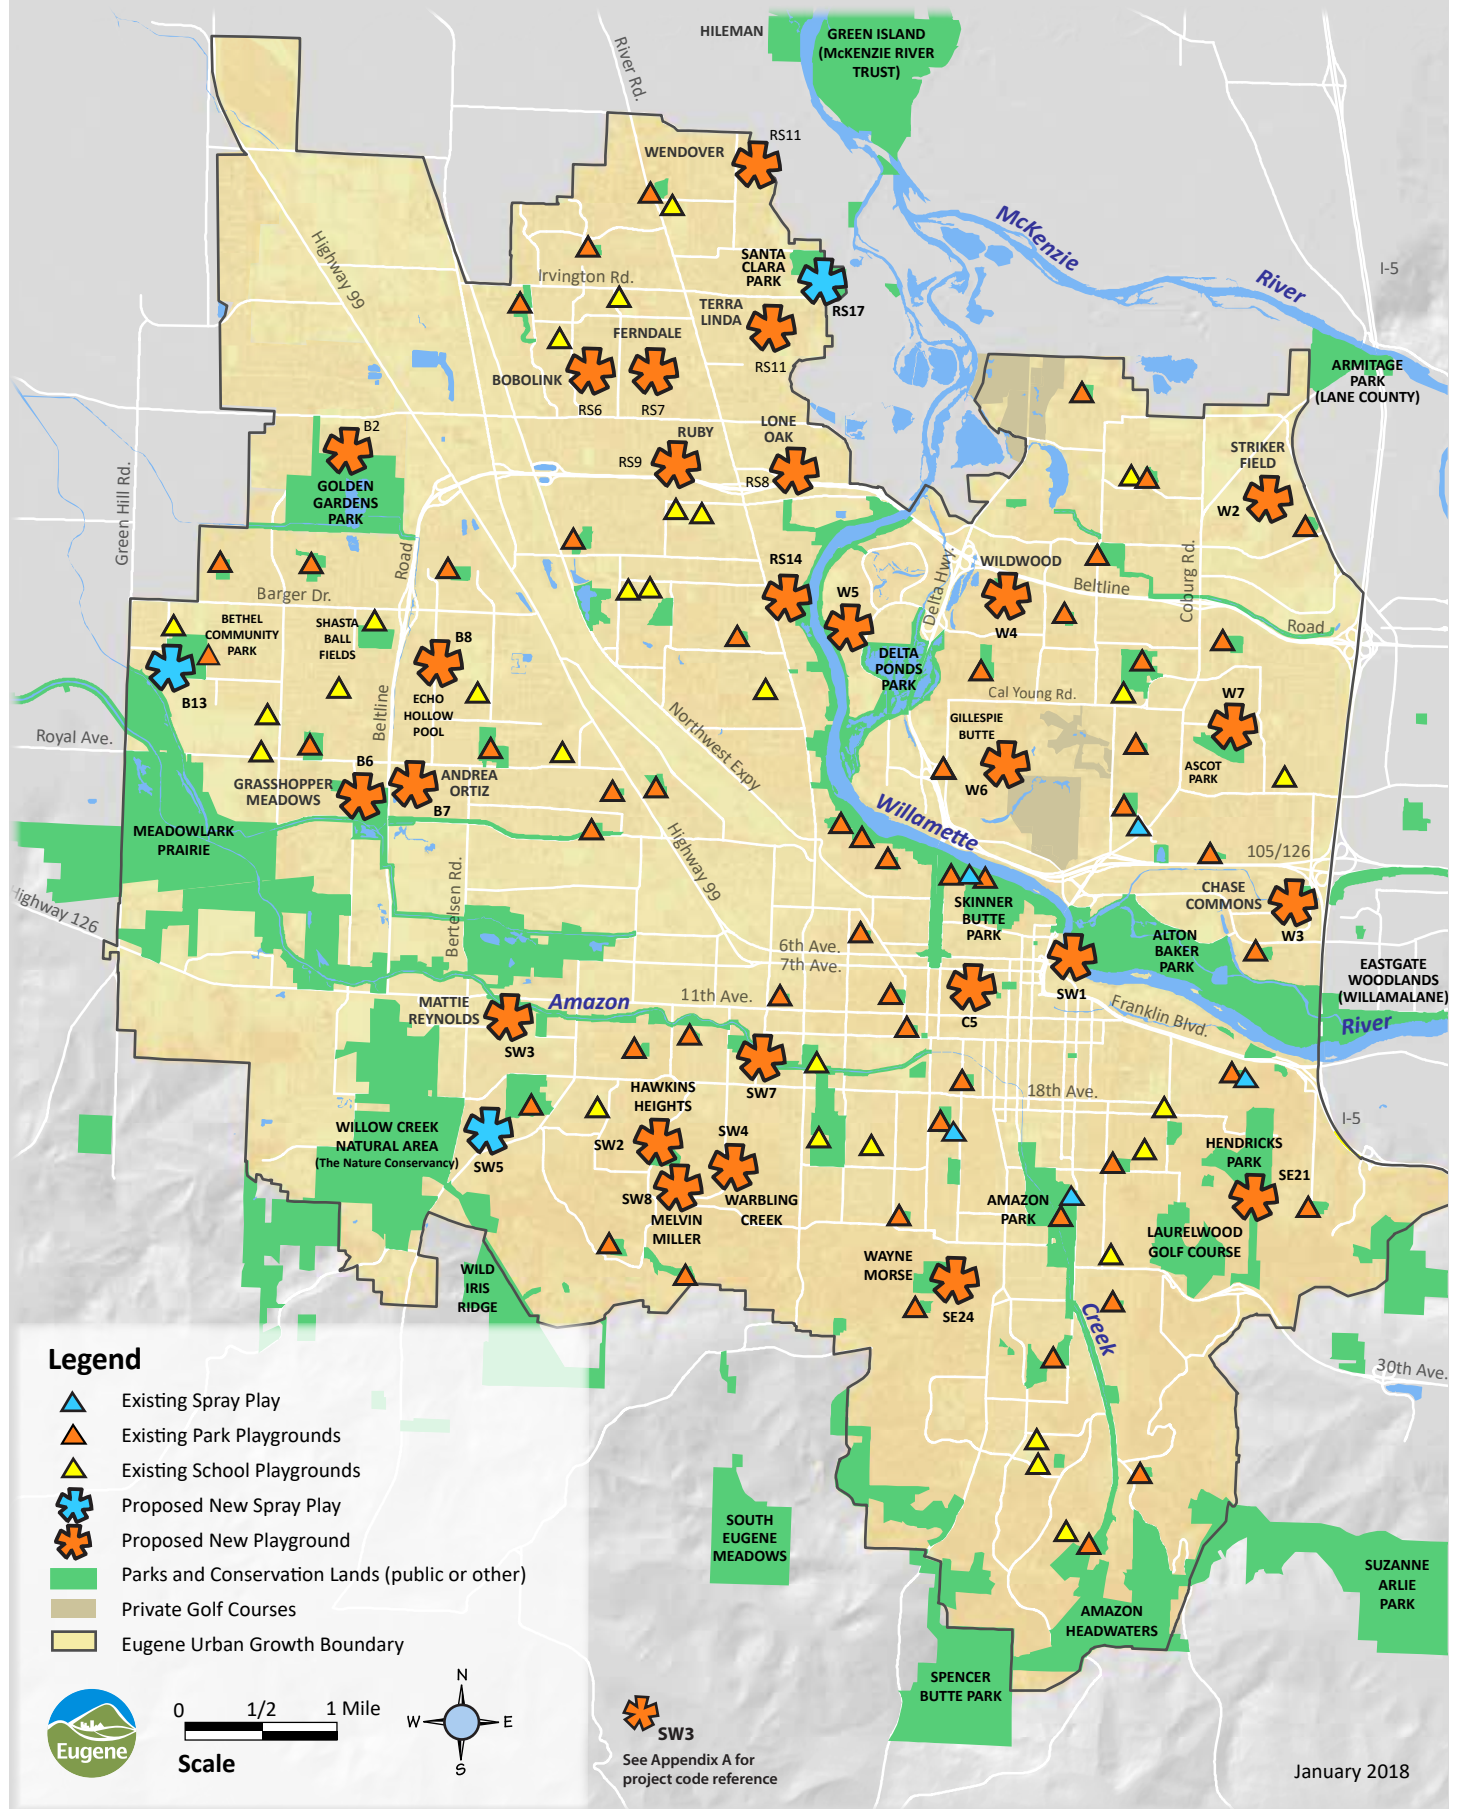 HILEMAN
GREEN ISLAND
(McKENZIE RIVER
TRUST)
River Rd.
RS11
WENDOVER
McKenzie
River
I-5
Highway 99
SANTA
CLARA
PARK
Irvington Rd.
RS17
TERRA
LINDA
FERNDALE
RS11
BOBOLINK
RS6
RS7
ARMITAGE
PARK
(LANE COUNTY)
B2
LONE
OAK
RUBY
RS9
RS8
STRIKER
FIELD
W2
GOLDEN
GARDENS
PARK
Green Hill Rd.
Road
RS14
Delta Hwy.
WILDWOOD
W4
Beltline
Coburg Rd.
Road
W5
Barger Dr.
BETHEL
COMMUNITY
PARK
SHASTA
BALL
FIELDS
B8
ECHO
HOLLOW
POOL
B13
DELTA
PONDS
PARK
Cal Young Rd.
W7
Royal Ave.
Beltline
Northwest Expy
GILLESPIE
BUTTE
W6
ASCOT
PARK
B6
GRASSHOPPER
MEADOWS
ANDREA
ORTIZ
B7
MEADOWLARK
PRAIRIE
Willamette
Highway 99
105/126
Highway 126
Bertelsen Rd.
SKINNER
BUTTE
PARK
CHASE
COMMONS
W3
6th Ave.
7th Ave.
ALTON
BAKER
PARK
EASTGATE
WOODLANDS
(WILLAMALANE)
SW1
MATTIE
REYNOLDS
Amazon
11th Ave.
C5
Franklin Blvd.
River
SW3
SW7
18th Ave.
I-5
HAWKINS
HEIGHTS
SW2
SW4
WILLOW CREEK
NATURAL AREA
(The Nature Conservancy)
SW5
HENDRICKS
PARK
SE21
SW8
MELVIN
MILLER
WARBLING
CREEK
AMAZON
PARK
LAURELWOOD
GOLF COURSE
WAYNE
MORSE
SE24
WILD
IRIS
RIDGE
Creek
30th Ave.
Legend
Existing Spray Play
Existing Park Playgrounds
Existing School Playgrounds
Proposed New Spray Play
Proposed New Playground
Parks and Conservation Lands (public or other)
Private Golf Courses
Eugene Urban Growth Boundary
SOUTH
EUGENE
MEADOWS
SUZANNE
ARLIE
PARK
AMAZON
HEADWATERS
SPENCER
BUTTE PARK
Eugene
0 1/2 1 Mile
Scale
N
W E
S
SW3
See Appendix A for
project code reference
January 2018